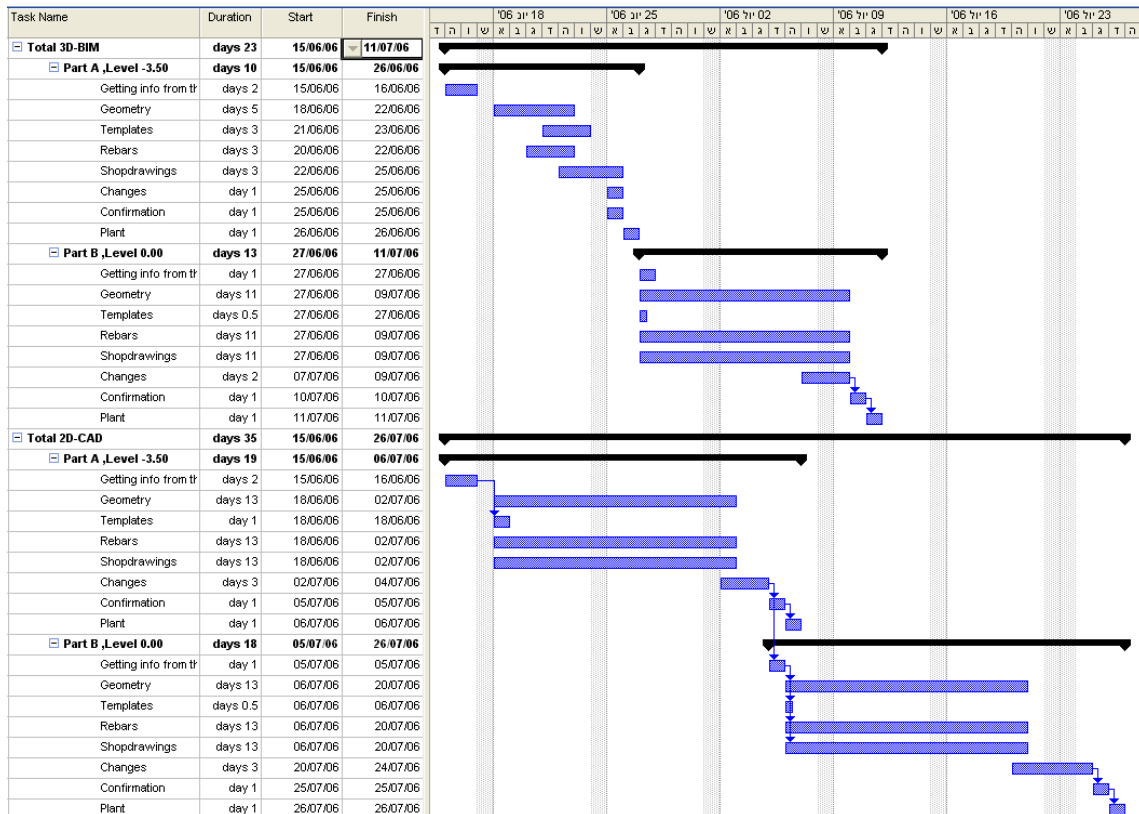 Task Name Duration Start Finish '06 יונ 18 '06 יונ 25 '06 יול 02 '06 יול 09 '06 יול 16 '06 יול 23
ד ה ו ש א ב ג ד ה ו ש א ב ג ד ה ו ש א ב ג ד ה ו ש א ב ג ד ה ו ש א ב ג ד ה ו ש א ב ג ד ה
Total 3D-BIM days 23 15/06/06 11/07/06
Part A ,Level -3.50 days 10 15/06/06 26/06/06
Getting info from th days 2 15/06/06 16/06/06
Geometry days 5 18/06/06 22/06/06
Templates days 3 21/06/06 23/06/06
Rebars days 3 20/06/06 22/06/06
Shopdrawings days 3 22/06/06 25/06/06
Changes day 1 25/06/06 25/06/06
Confirmation day 1 25/06/06 25/06/06
Plant day 1 26/06/06 26/06/06
Part B ,Level 0.00 days 13 27/06/06 11/07/06
Getting info from th day 1 27/06/06 27/06/06
Geometry days 11 27/06/06 09/07/06
Templates days 0.5 27/06/06 27/06/06
Rebars days 11 27/06/06 09/07/06
Shopdrawings days 11 27/06/06 09/07/06
Changes days 2 07/07/06 09/07/06
Confirmation day 1 10/07/06 10/07/06
Plant day 1 11/07/06 11/07/06
Total 2D-CAD days 35 15/06/06 26/07/06
Part A ,Level -3.50 days 19 15/06/06 06/07/06
Getting info from th days 2 15/06/06 16/06/06
Geometry days 13 18/06/06 02/07/06
Templates day 1 18/06/06 18/06/06
Rebars days 13 18/06/06 02/07/06
Shopdrawings days 13 18/06/06 02/07/06
Changes days 3 02/07/06 04/07/06
Confirmation day 1 05/07/06 05/07/06
Plant day 1 06/07/06 06/07/06
Part B ,Level 0.00 days 18 05/07/06 26/07/06
Getting info from th day 1 05/07/06 05/07/06
Geometry days 13 06/07/06 20/07/06
Templates days 0.5 06/07/06 06/07/06
Rebars days 13 06/07/06 20/07/06
Shopdrawings days 13 06/07/06 20/07/06
Changes days 3 20/07/06 24/07/06
Confirmation day 1 25/07/06 25/07/06
Plant day 1 26/07/06 26/07/06